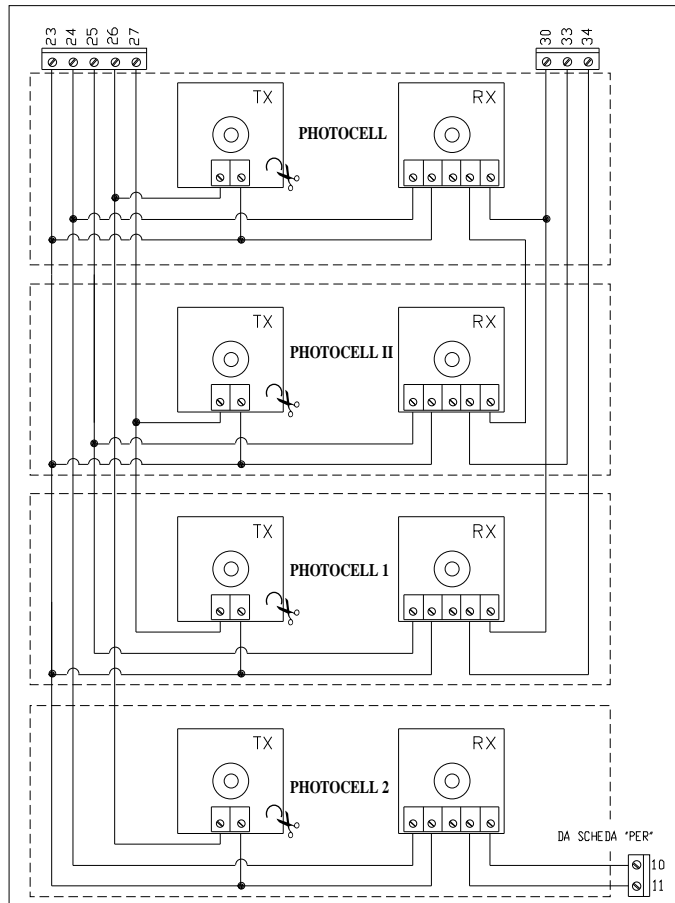 23 24 25 26 27
30 33 34
TX PHOTOCELL RX
TX PHOTOCELL II RX
TX PHOTOCELL 1 RX
TX PHOTOCELL 2 RX
DA SCHEDA "PER"
10
11